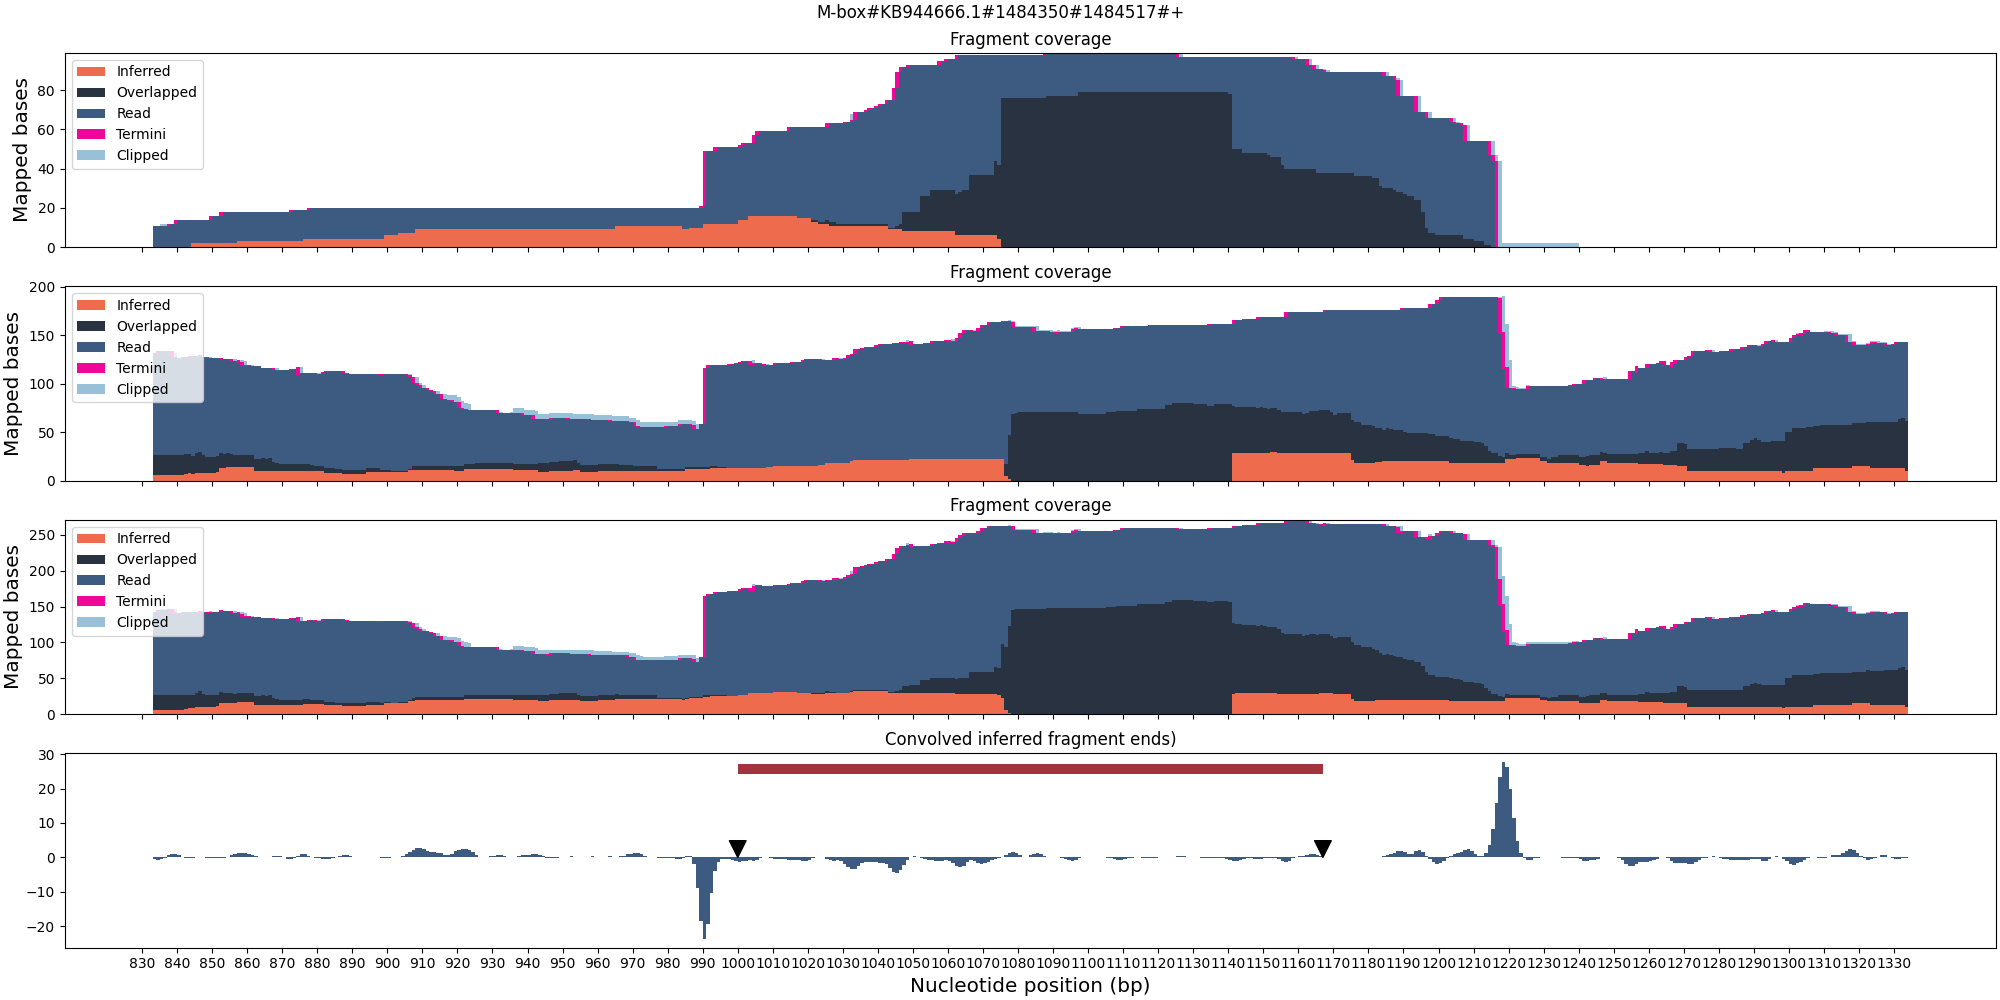 M-box#KB944666.1#1484350#1484517#+
Fragment coverage
Mapped bases
80
60
40
20
0
Inferred
Overlapped
Read
Termini
Clipped
Fragment coverage
Mapped bases
200
150
100
50
0
Inferred
Overlapped
Read
Termini
Clipped
Fragment coverage
Mapped bases
250
200
150
100
50
0
Inferred
Overlapped
Read
Termini
Clipped
Convolved inferred fragment ends)
30
20
10
0
−10
−20
830 840 850 860 870 880 890 900 910 920 930 940 950 960 970 980 990 1000 1010 1020 1030 1040 1050 1060 1070 1080 1090 1100 1110 1120 1130 1140 1150 1160 1170 1180 1190 1200 1210 1220 1230 1240 1250 1260 1270 1280 1290 1300 1310 1320 1330
Nucleotide position (bp)